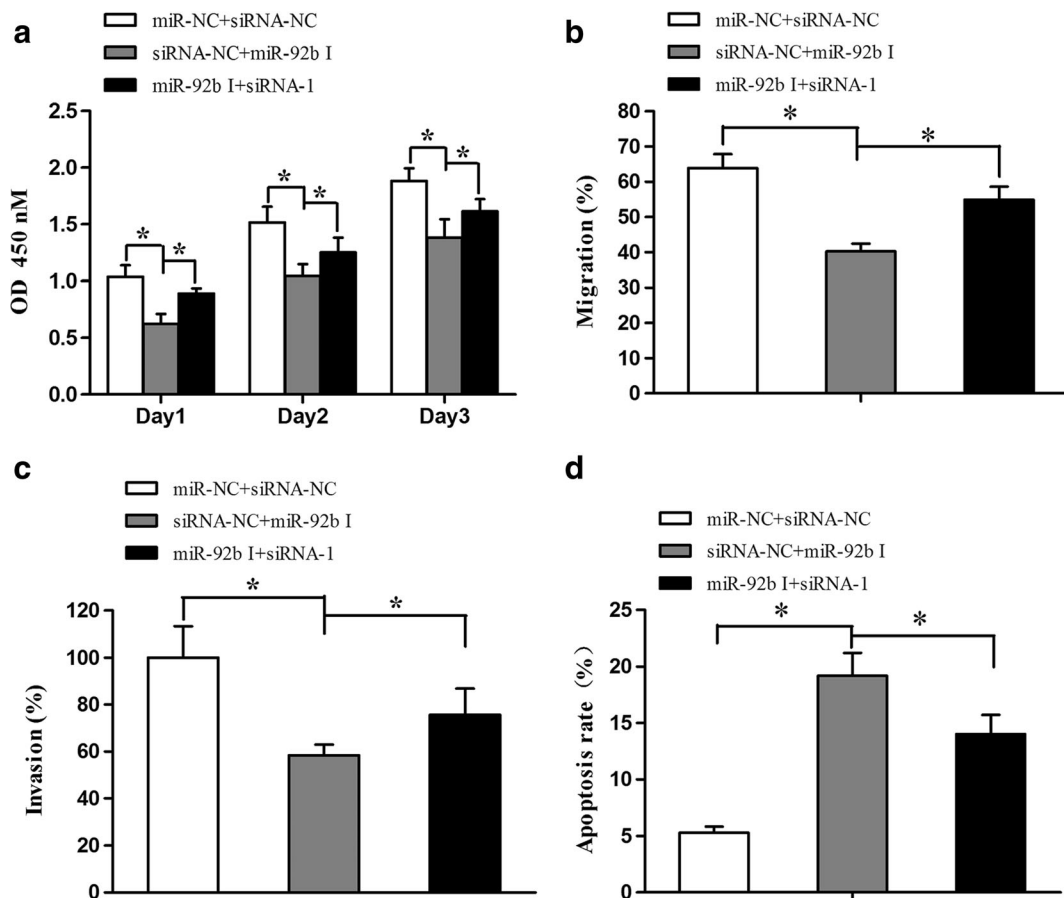 a
miR-NC+siRNA-NC
siRNA-NC+miR-92b I
miR-92b I+siRNA-1
OD 450 nM
2.5
2.0
1.5
1.0
0.5
0.0
* * * * * *
Day1 Day2 Day3
b
miR-NC+siRNA-NC
siRNA-NC+miR-92b I
miR-92b I+siRNA-1
Migration (%)
80
70
60
50
40
30
20
10
0
* *
c
miR-NC+siRNA-NC
siRNA-NC+miR-92b I
miR-92b I+siRNA-1
Invasion (%)
120
100
80
60
40
20
0
* *
d
miR-NC+siRNA-NC
siRNA-NC+miR-92b I
miR-92b I+siRNA-1
Apoptosis rate (%)
25
20
15
10
5
0
* *